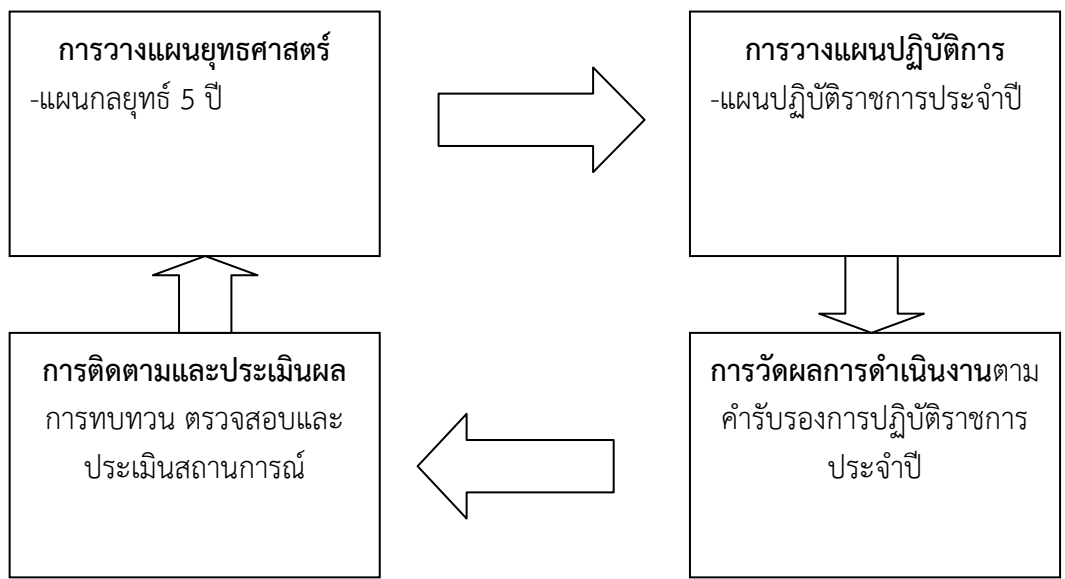 การวางแผนยุทธศาสตร์
-แผนกลยุทธ์ 5 ปี
การวางแผนปฏิบัติการ
-แผนปฏิบัติราชการประจำปี
การติดตามและประเมินผล
การทบทวน ตรวจสอบและ
ประเมินสถานการณ์
การวัดผลการดำเนินงานตาม
คำรับรองการปฏิบัติราชการ
ประจำปี